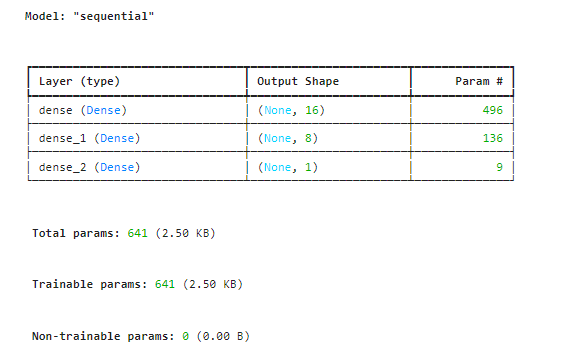 Model: "sequential"
Layer (type) Output Shape Param #
dense (Dense) (None, 16) 496
dense_1 (Dense) (None, 8) 136
dense_2 (Dense) (None, 1) 9
Total params: 641 (2.50 KB)
Trainable params: 641 (2.50 KB)
Non-trainable params: 0 (0.00 B)